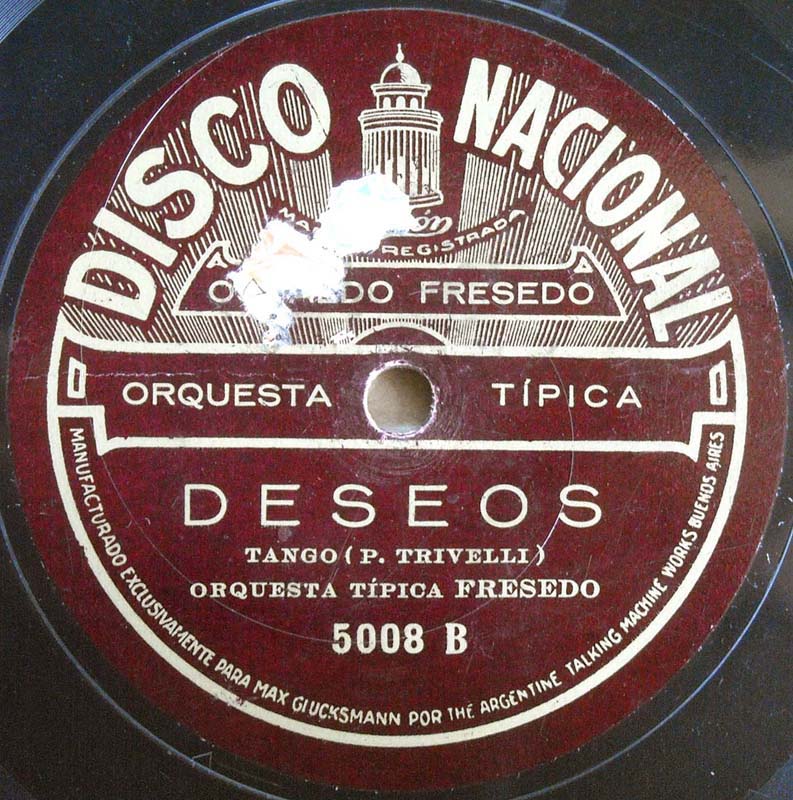 DISCO NACIONAL
REGISTRADA
FRESEDO
ORQUESTA TÍPICA
DESEOS
TANGO (P. TRIVELLI)
ORQUESTA TÍPICA FRESEDO
5008 B
MANUFACTURADO EXCLUSIVAMENTE PARA MAX GLUCKSMANN POR THE ARGENTINE TALKING MACHINE WORKS BUENOS AIRES